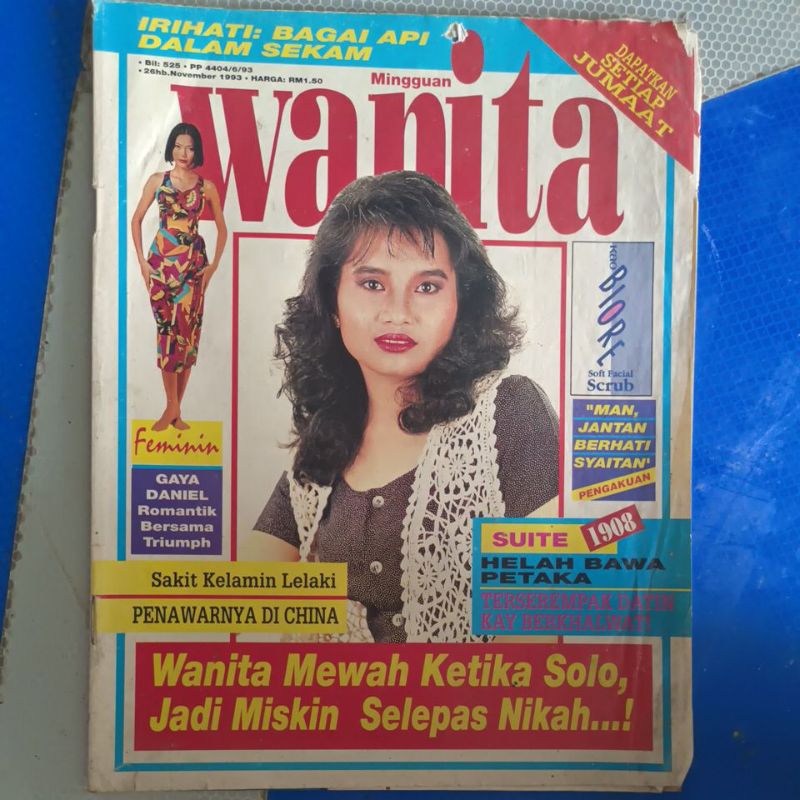 IRIHATI: BAGAI API
DALAM SEKAM
• Bil: 525 • PP 4404/6/93
• 26hb.November 1993 • HARGA: RM1.50
DAPATKAN
SETIAP
JUMAAT
Mingguan
wanita
Kao
BIORE
Soft Facial
Scrub
"MAN,
JANTAN
BERHATI
SYAITAN'
PENGAKUAN
Feminin
GAYA
DANIEL
Romantik
Bersama
Triumph
SUITE 1908
HELAH BAWA
PETAKA
TERSEREMPAK DATIN
KAY BERKHALWAT!
Sakit Kelamin Lelaki
PENAWARNYA DI CHINA
Wanita Mewah Ketika Solo,
Jadi Miskin Selepas Nikah...!